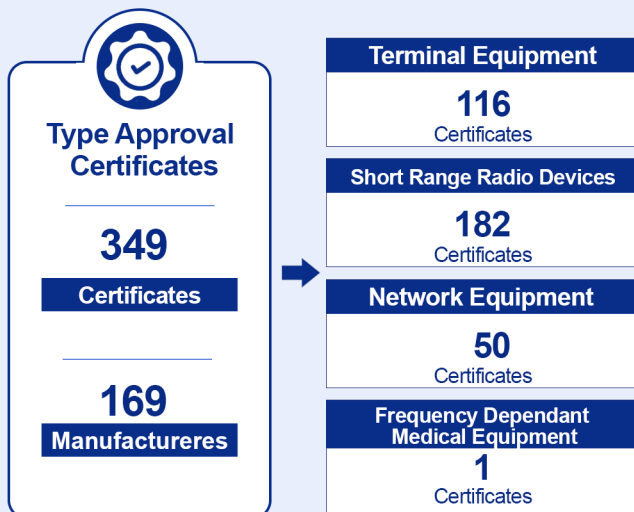 Type Approval
Certificates
349
Certificates
169
Manufactureres
Terminal Equipment
116
Certificates
Short Range Radio Devices
182
Certificates
Network Equipment
50
Certificates
Frequency Dependant
Medical Equipment
1
Certificates